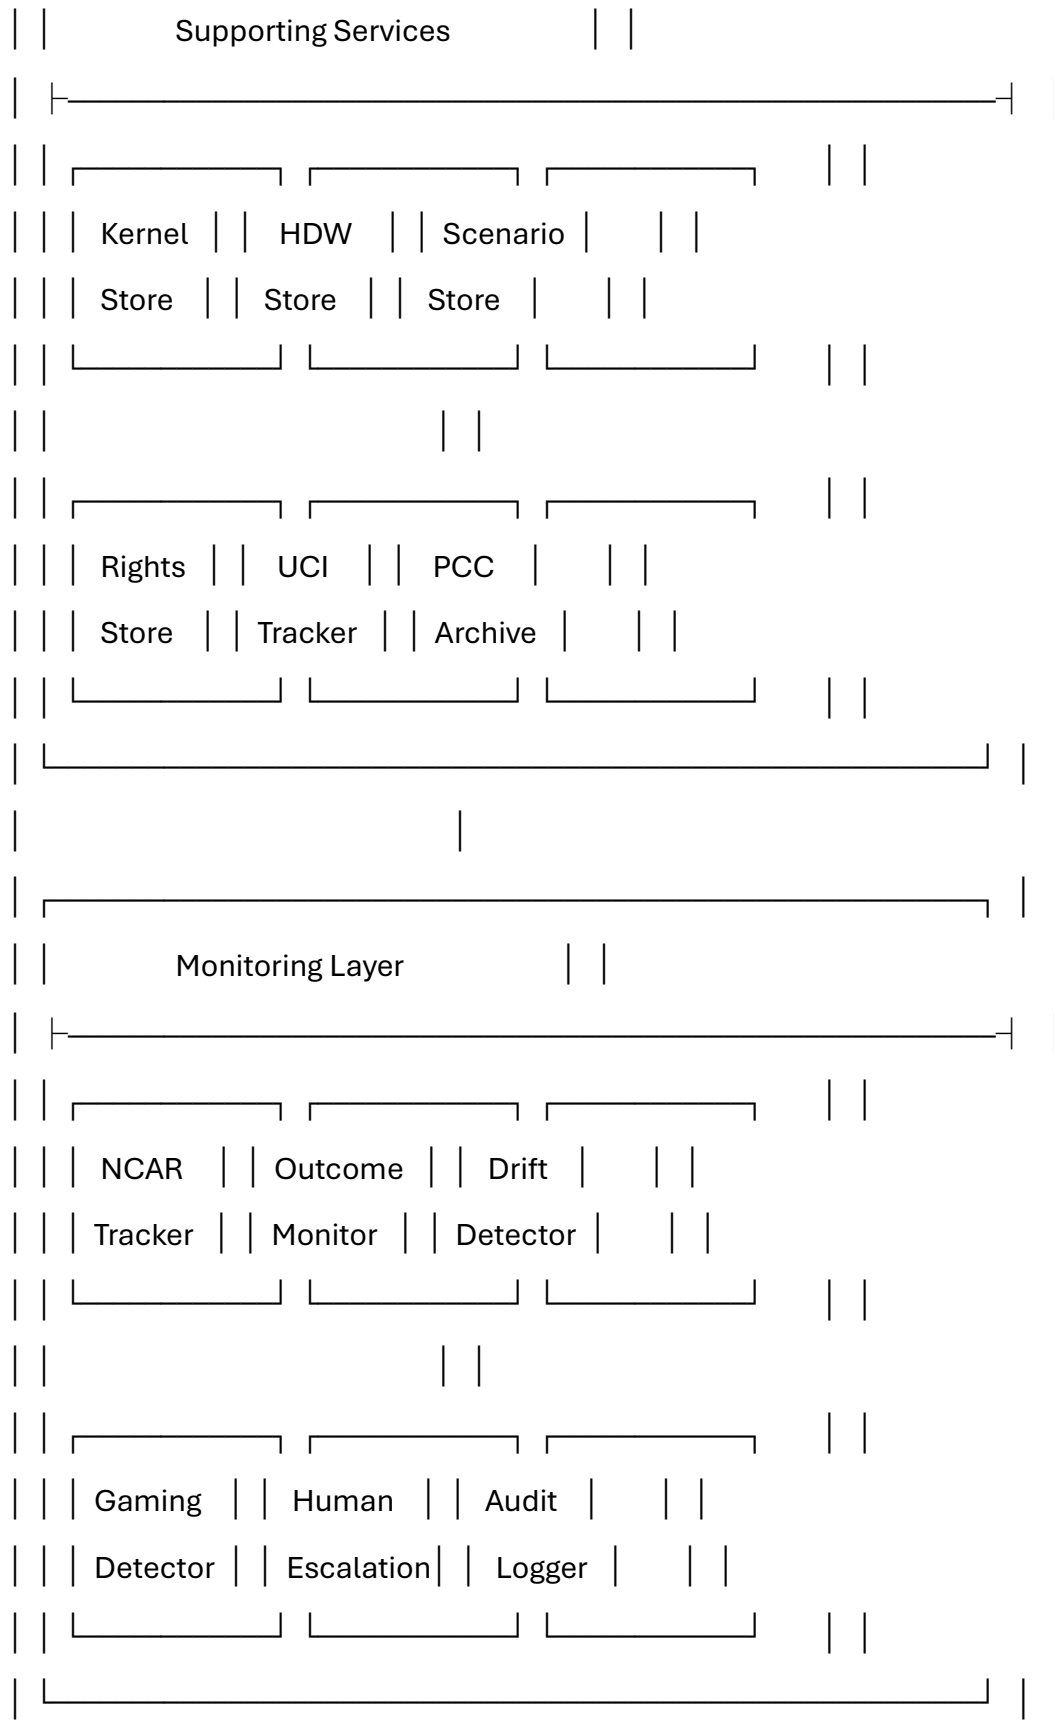 Supporting Services
Kernel HDW Scenario
Store Store Store
Rights UCI PCC
Store Tracker Archive
Monitoring Layer
NCAR Outcome Drift
Tracker Monitor Detector
Gaming Human Audit
Detector Escalation Logger